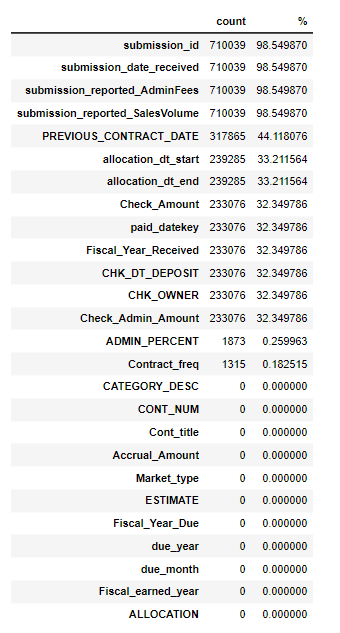 count %
submission_id 710039 98.549870
submission_date_received 710039 98.549870
submission_reported_AdminFees 710039 98.549870
submission_reported_SalesVolume 710039 98.549870
PREVIOUS_CONTRACT_DATE 317865 44.118076
allocation_dt_start 239285 33.211564
allocation_dt_end 239285 33.211564
Check_Amount 233076 32.349786
paid_datekey 233076 32.349786
Fiscal_Year_Received 233076 32.349786
CHK_DT_DEPOSIT 233076 32.349786
CHK_OWNER 233076 32.349786
Check_Admin_Amount 233076 32.349786
ADMIN_PERCENT 1873 0.259963
Contract_freq 1315 0.182515
CATEGORY_DESC 0 0.000000
CONT_NUM 0 0.000000
Cont_title 0 0.000000
Accrual_Amount 0 0.000000
Market_type 0 0.000000
ESTIMATE 0 0.000000
Fiscal_Year_Due 0 0.000000
due_year 0 0.000000
due_month 0 0.000000
Fiscal_earned_year 0 0.000000
ALLOCATION 0 0.000000